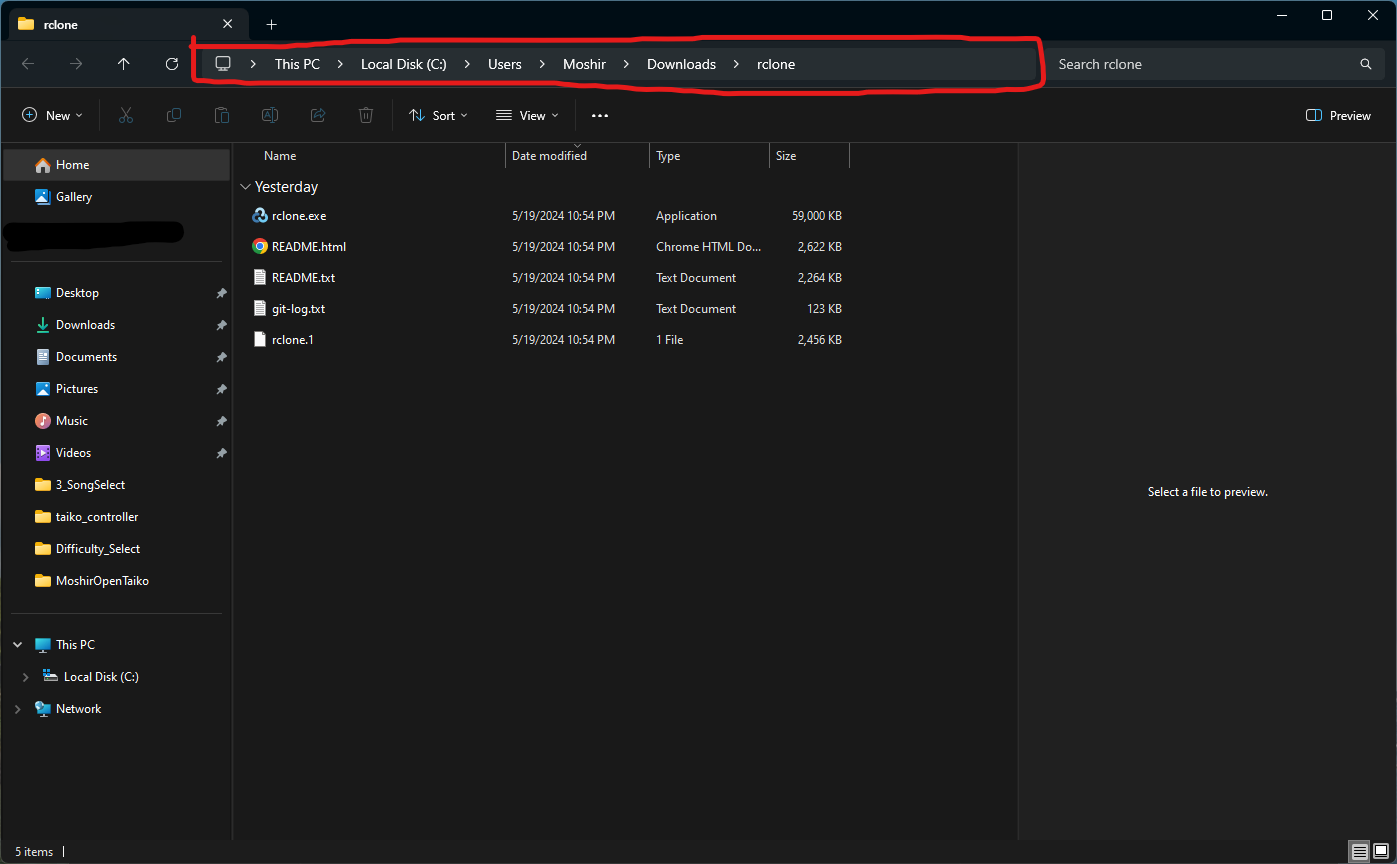 rclone
This PC > Local Disk (C:) > Users > Moshir > Downloads > rclone
Search rclone
New
Sort
View
Preview
Home
Gallery
Desktop
Downloads
Documents
Pictures
Music
Videos
3_SongSelect
taiko_controller
Difficulty_Select
MoshirOpenTaiko
This PC
Local Disk (C:)
Network
Name Date modified Type Size
Yesterday
rclone.exe 5/19/2024 10:54 PM Application 59,000 KB
README.html 5/19/2024 10:54 PM Chrome HTML Do... 2,622 KB
README.txt 5/19/2024 10:54 PM Text Document 2,264 KB
git-log.txt 5/19/2024 10:54 PM Text Document 123 KB
rclone.1 5/19/2024 10:54 PM 1 File 2,456 KB
Select a file to preview.
5 items